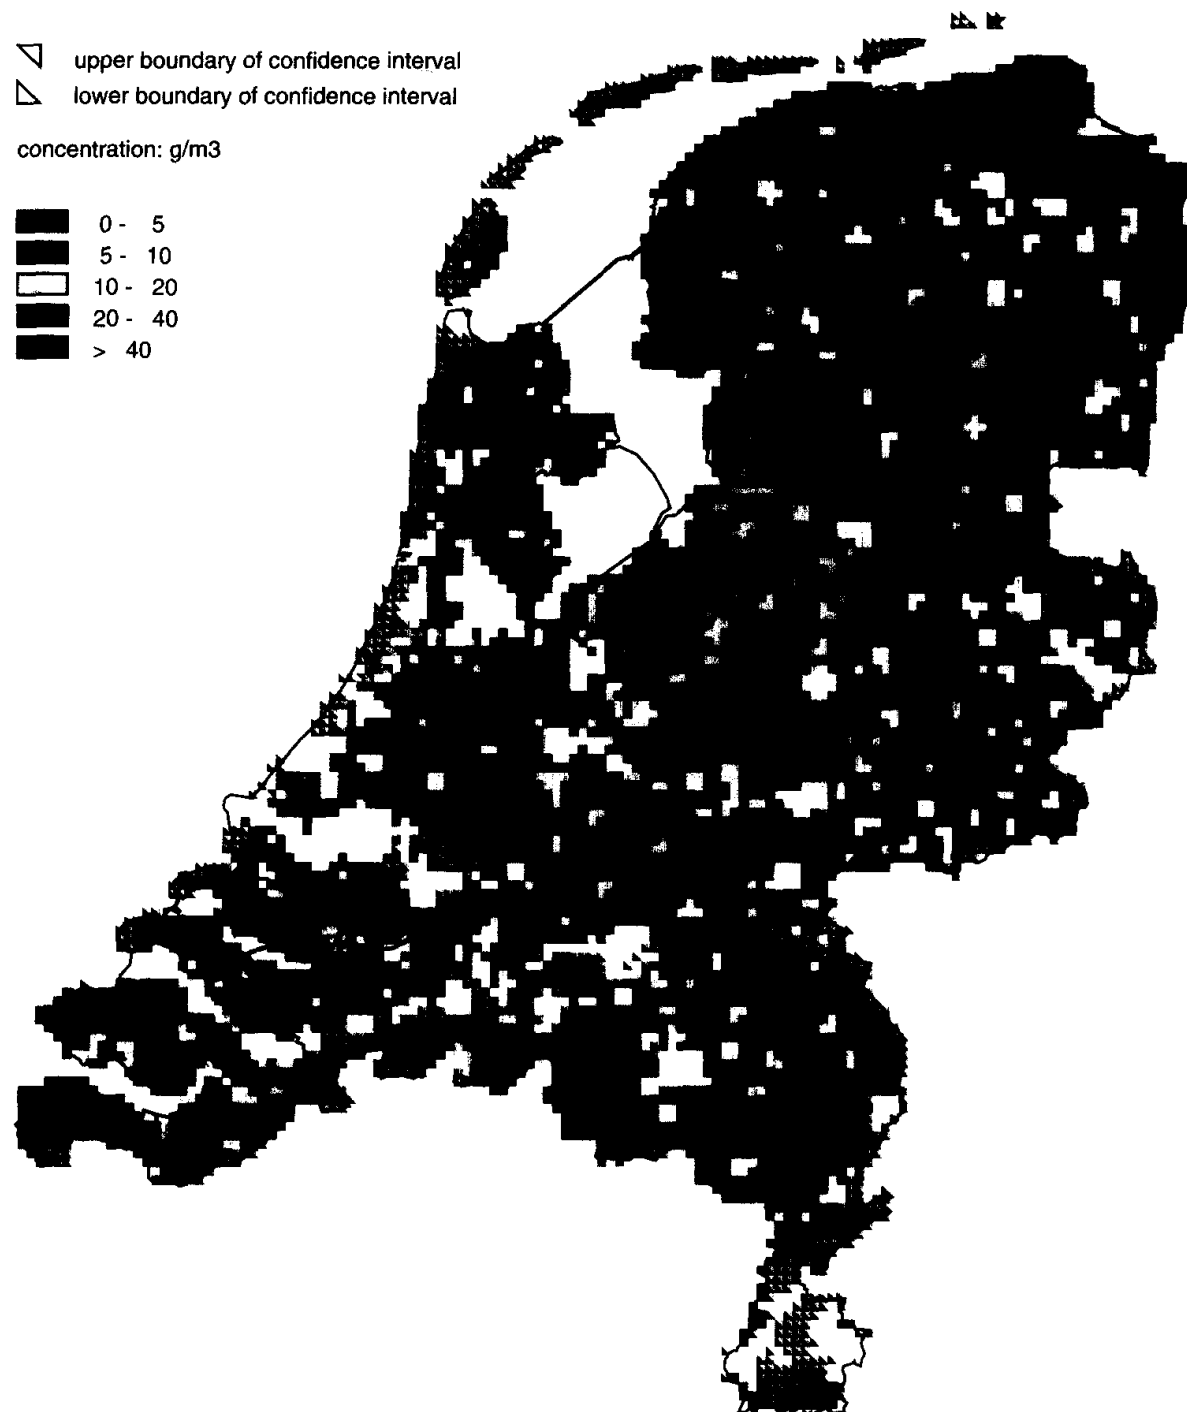 upper boundary of confidence interval
lower boundary of confidence interval
concentration: g/m3
0 - 5
5 - 10
10 - 20
20 - 40
> 40